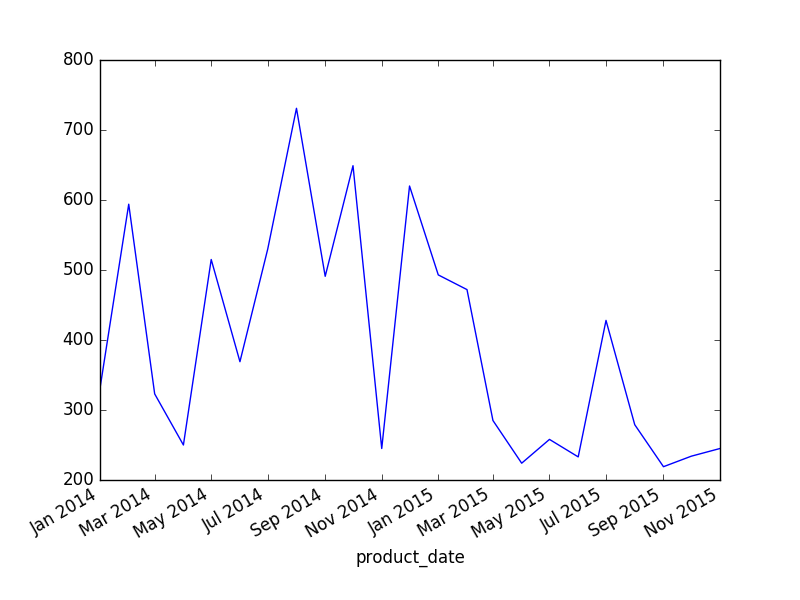 800
700
600
500
400
300
200
Jan 2014
Mar 2014
May 2014
Jul 2014
Sep 2014
Nov 2014
Jan 2015
Mar 2015
May 2015
Jul 2015
Sep 2015
Nov 2015
product_date